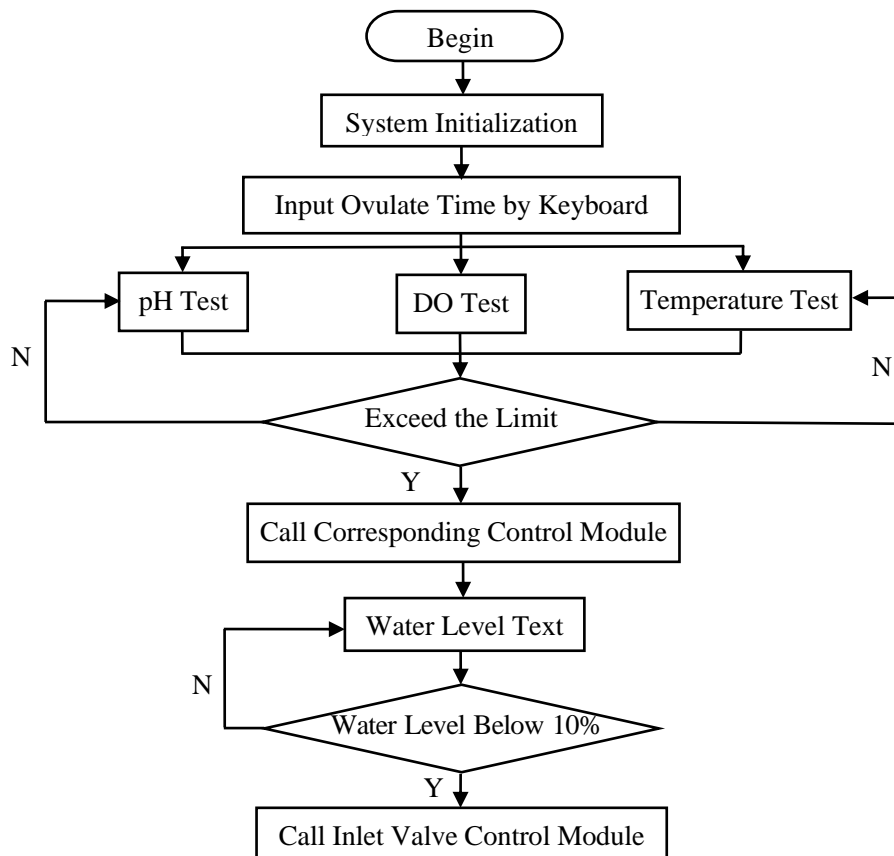 Begin
System Initialization
Input Ovulate Time by Keyboard
pH Test
DO Test
Temperature Test
N
N
Exceed the Limit
Y
Call Corresponding Control Module
Water Level Text
N
Water Level Below 10%
Y
Call Inlet Valve Control Module